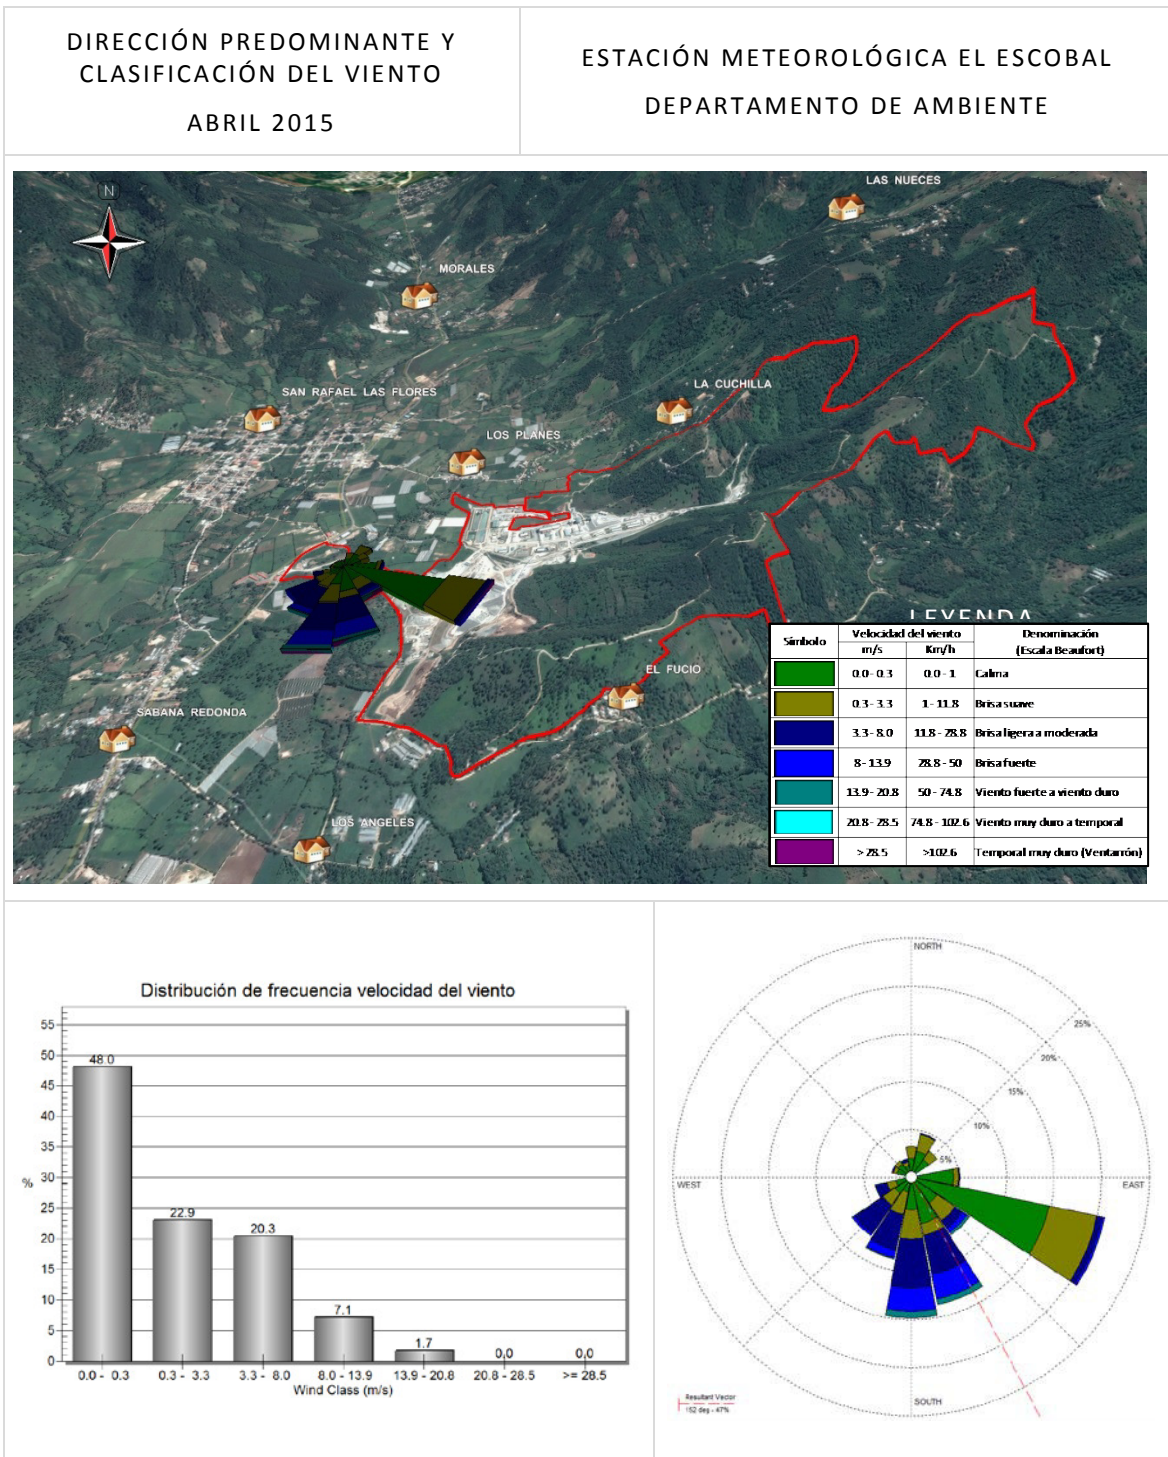 DIRECCIÓN PREDOMINANTE Y
CLASIFICACIÓN DEL VIENTO
ABRIL 2015
ESTACIÓN METEOROLÓGICA EL ESCOBAL
DEPARTAMENTO DE AMBIENTE
N
LAS NUECES
MORALES
SAN RAFAEL LAS FLORES
LA CUCHILLA
LOS PLANES
EL FUCIO
SABANA REDONDA
LOS ANGELES
LEYENDA
Símbolo Velocidad del viento Denominación
m/s Km/h (Escala Beaufort)
0.0 - 0.3 0.0 - 1 Calma
0.3 - 3.3 1 - 11.8 Brisa suave
3.3 - 8.0 11.8 - 28.8 Brisa ligera a moderada
8 - 13.9 28.8 - 50 Brisa fuerte
13.9 - 20.8 50 - 74.8 Viento fuerte a viento duro
20.8 - 28.5 74.8 - 102.6 Viento muy duro a temporal
> 28.5 >102.6 Temporal muy duro (Ventarrón)
Distribución de frecuencia velocidad del viento
55
50
45
40
35
30
25
20
15
10
5
0
%
48.0
22.9
20.3
7.1
1.7
0,0
0,0
0.0 - 0.3 0.3 - 3.3 3.3 - 8.0 8.0 - 13.9 13.9 - 20.8 20.8 - 28.5 >= 28.5
Wind Class (m/s)
NORTH
25%
20%
15%
10%
5%
WEST
EAST
SOUTH
Resultant Vector
152 deg - 47%